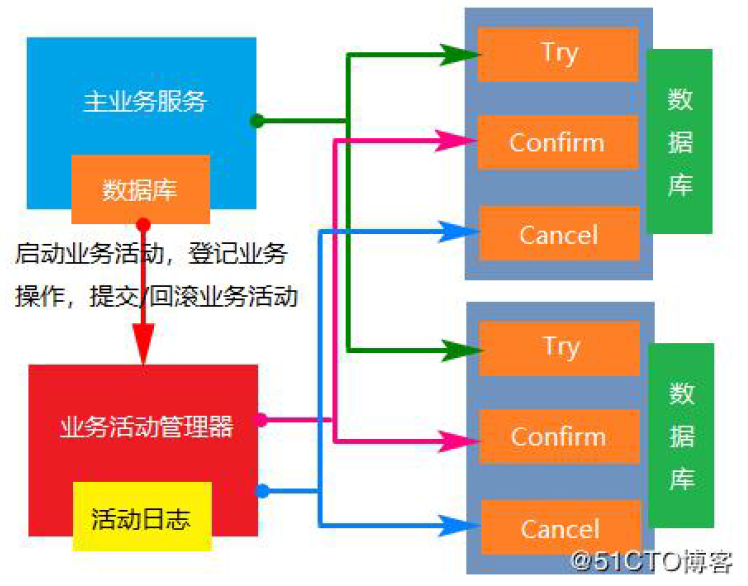 主业务服务
数据库
启动业务活动，登记业务
操作，提交/回滚业务活动
业务活动管理器
活动日志
Try
Confirm
Cancel
数
据
库
Try
Confirm
Cancel
数
据
库
@51CTO博客